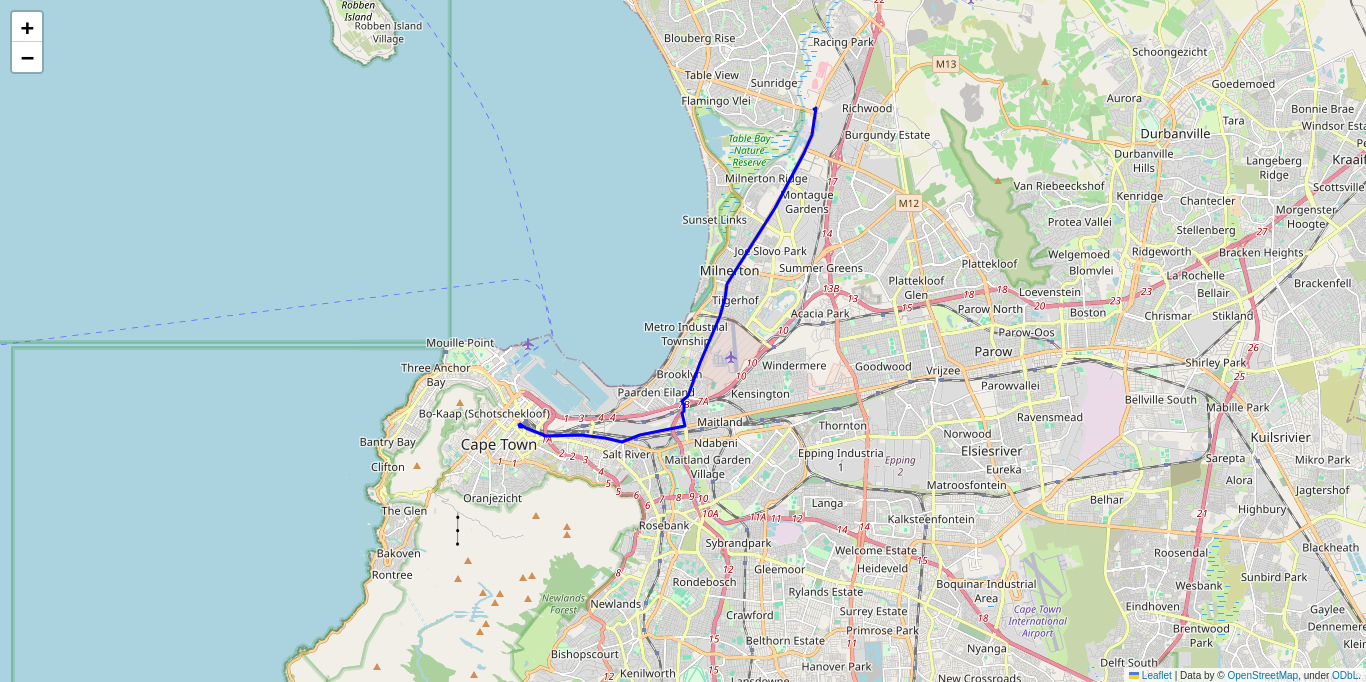 +
−
Robben
Island
Robben Island
Village
Blouberg Rise
Racing Park
22
M13
Schoongezicht
Table View
Sunridge
Goedemoed
Flamingo Vlei
Richwood
Aurora
Bonnie Brae
Tara
Windsor Esta
Burgundy Estate
Durbanville
Table Bay
Nature
Reserve
Durbanville
Hills
Langeberg
Ridge
Kraaif
Milnerton Ridge
17
Van Riebeeckshof
Scottsville
Montague
Gardens
M12
Kenridge
Chantecler
Morgenster
Hoogte
Sunset Links
14
Protea Vallei
Stellenberg
27
Joe Slovo Park
Welgemoed
Ridgeworth
Bracken Heights
Milnerton
Summer Greens
Plattekloof
Blomvlei
La Rochelle
26
Plattekloof
Glen
13B
13
18
18
20
23
23
Loevenstein
Bellair
Brackenfell
Tijgerhof
Acacia Park
Parow North
Boston
Chrismar
Stikland
Metro Industrial
Township
10
Parow-Oos
Mouille Point
Parow
Three Anchor
Bay
Brooklyn
10
10
Windermere
Goodwood
Vrijzee
Shirley Park
25
Paarden Eiland
Kensington
Parowvallei
7A
Bellville South
Mabille Park
Bo-Kaap (Schotschekloof)
1
3
4
4
Ravensmead
Maitland
Thornton
Norwood
Kuilsrivier
Bantry Bay
Cape Town
1A
Ndabeni
Elsiesrivier
Salt River
Maitland Garden
Village
Epping Industria
1
Epping
2
Sarepta
Mikro Park
Clifton
1
1
2
2
3
5
5
Eureka
Alora
Matroosfontein
Jagtershof
Oranjezicht
6
7
8
9
10
Langa
Belhar
21
Highbury
The Glen
10A
11A
11
12
14
Kalksteenfontein
Rosebank
Sybrandpark
Welcome Estate
Roosendal
Blackheath
Bakoven
Rontree
8
12
Gleemoor
Heideveld
Wesbank
Sunbird Park
Rondebosch
Boquinar Industrial
Area
Newlands
Forest
Newlands
Rylands Estate
Eindhoven
Gaylee
Cape Town
International
Airport
Crawford
Surrey Estate
Brentwood
Park
Dennemere
Primrose Park
15
Belthorn Estate
Nyanga
Klein
Bishopscourt
Hanover Park
Delft South
12
Kenilworth
15
Lansdowne
New Crossroads
18
Leaflet | Data by © OpenStreetMap, under ODbL.